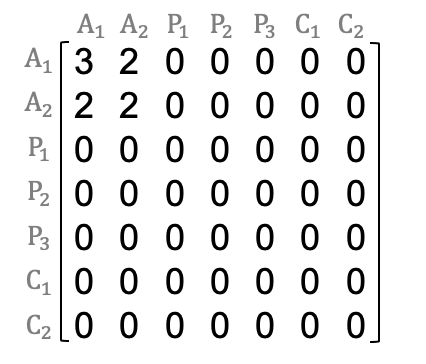 A₁ A₂ P₁ P₂ P₃ C₁ C₂
A₁ 3 2 0 0 0 0 0
A₂ 2 2 0 0 0 0 0
P₁ 0 0 0 0 0 0 0
P₂ 0 0 0 0 0 0 0
P₃ 0 0 0 0 0 0 0
C₁ 0 0 0 0 0 0 0
C₂ 0 0 0 0 0 0 0